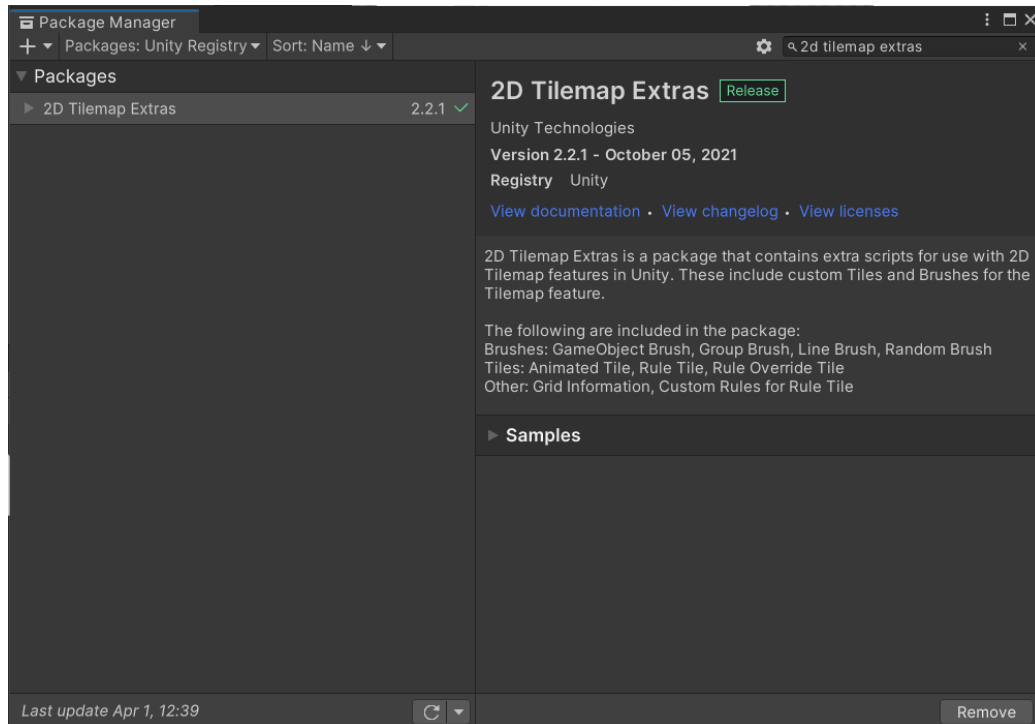 Package Manager
+ Packages: Unity Registry Sort: Name ↓
2d tilemap extras
Packages
2D Tilemap Extras 2.2.1
2D Tilemap Extras Release
Unity Technologies
Version 2.2.1 - October 05, 2021
Registry Unity
View documentation • View changelog • View licenses
2D Tilemap Extras is a package that contains extra scripts for use with 2D
Tilemap features in Unity. These include custom Tiles and Brushes for the
Tilemap feature.
The following are included in the package:
Brushes: GameObject Brush, Group Brush, Line Brush, Random Brush
Tiles: Animated Tile, Rule Tile, Rule Override Tile
Other: Grid Information, Custom Rules for Rule Tile
Samples
Last update Apr 1, 12:39
Remove